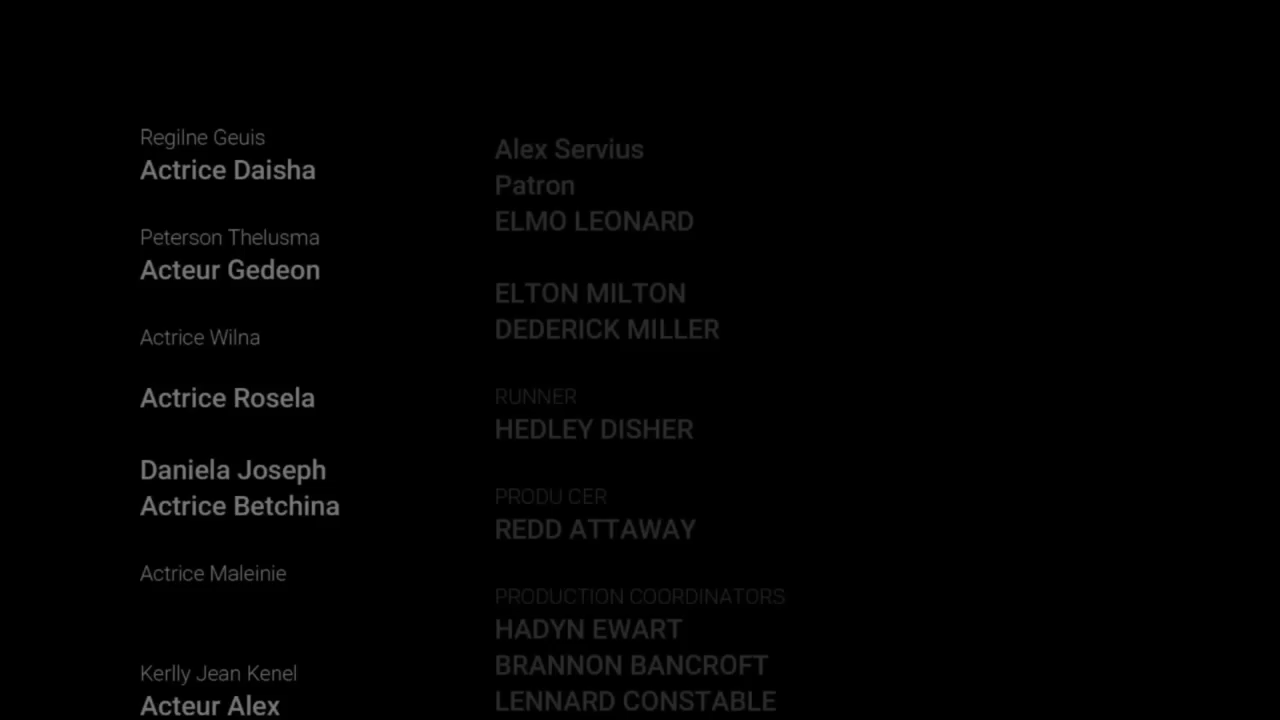 Regilne Geuis
Actrice Daisha
Peterson Thelusma
Acteur Gedeon
Actrice Wilna
Actrice Rosela
Daniela Joseph
Actrice Betchina
Actrice Maleinie
Kerlly Jean Kenel
Acteur Alex
Alex Servius
Patron
ELMO LEONARD
ELTON MILTON
DEDERICK MILLER
RUNNER
HEDLEY DISHER
PRODU CER
REDD ATTAWAY
PRODUCTION COORDINATORS
HADYN EWART
BRANNON BANCROFT
LENNARD CONSTABLE